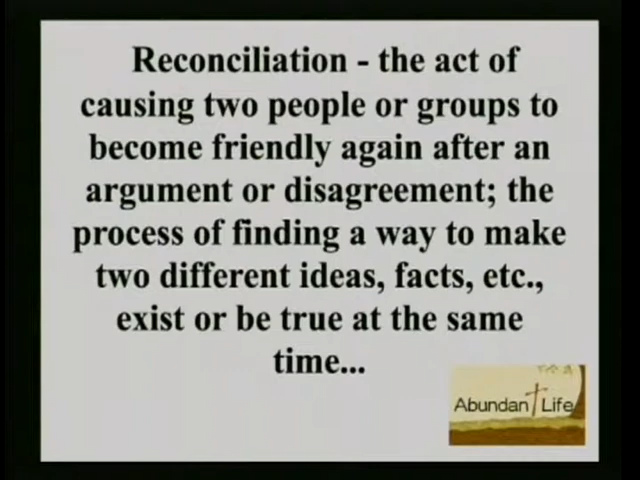 Reconciliation - the act of
causing two people or groups to
become friendly again after an
argument or disagreement; the
process of finding a way to make
two different ideas, facts, etc.,
exist or be true at the same
time...
Abundan† Life